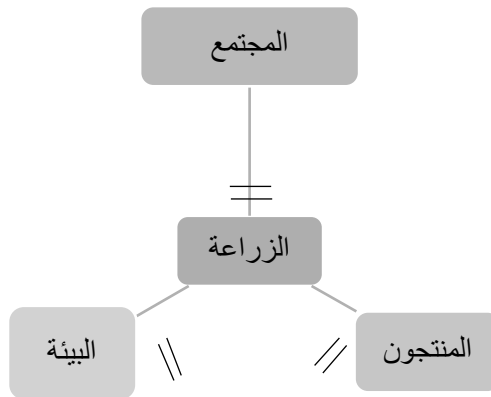 المجتمع
الزراعة
المنتجون
البيئة